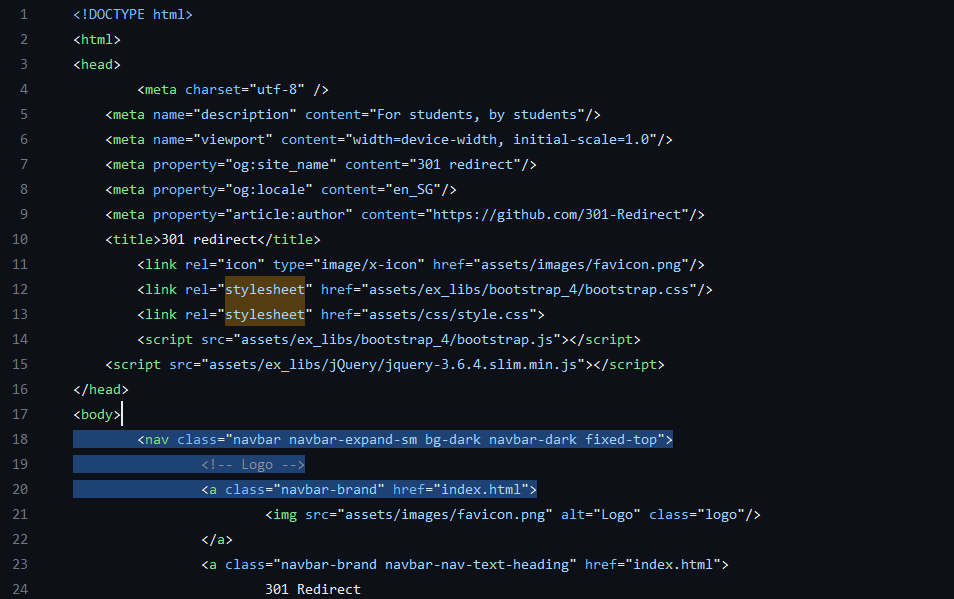 1 <!DOCTYPE html>
2 <html>
3 <head>
4 <meta charset="utf-8" />
5 <meta name="description" content="For students, by students"/>
6 <meta name="viewport" content="width=device-width, initial-scale=1.0"/>
7 <meta property="og:site_name" content="301 redirect"/>
8 <meta property="og:locale" content="en_SG"/>
9 <meta property="article:author" content="https://github.com/301-Redirect"/>
10 <title>301 redirect</title>
11 <link rel="icon" type="image/x-icon" href="assets/images/favicon.png"/>
12 <link rel="stylesheet" href="assets/ex_libs/bootstrap_4/bootstrap.css"/>
13 <link rel="stylesheet" href="assets/css/style.css">
14 <script src="assets/ex_libs/bootstrap_4/bootstrap.js"></script>
15 <script src="assets/ex_libs/jQuery/jquery-3.6.4.slim.min.js"></script>
16 </head>
17 <body>
18 <nav class="navbar navbar-expand-sm bg-dark navbar-dark fixed-top">
19 <!-- Logo -->
20 <a class="navbar-brand" href="index.html">
21 <img src="assets/images/favicon.png" alt="Logo" class="logo"/>
22 </a>
23 <a class="navbar-brand navbar-nav-text-heading" href="index.html">
24 301 Redirect